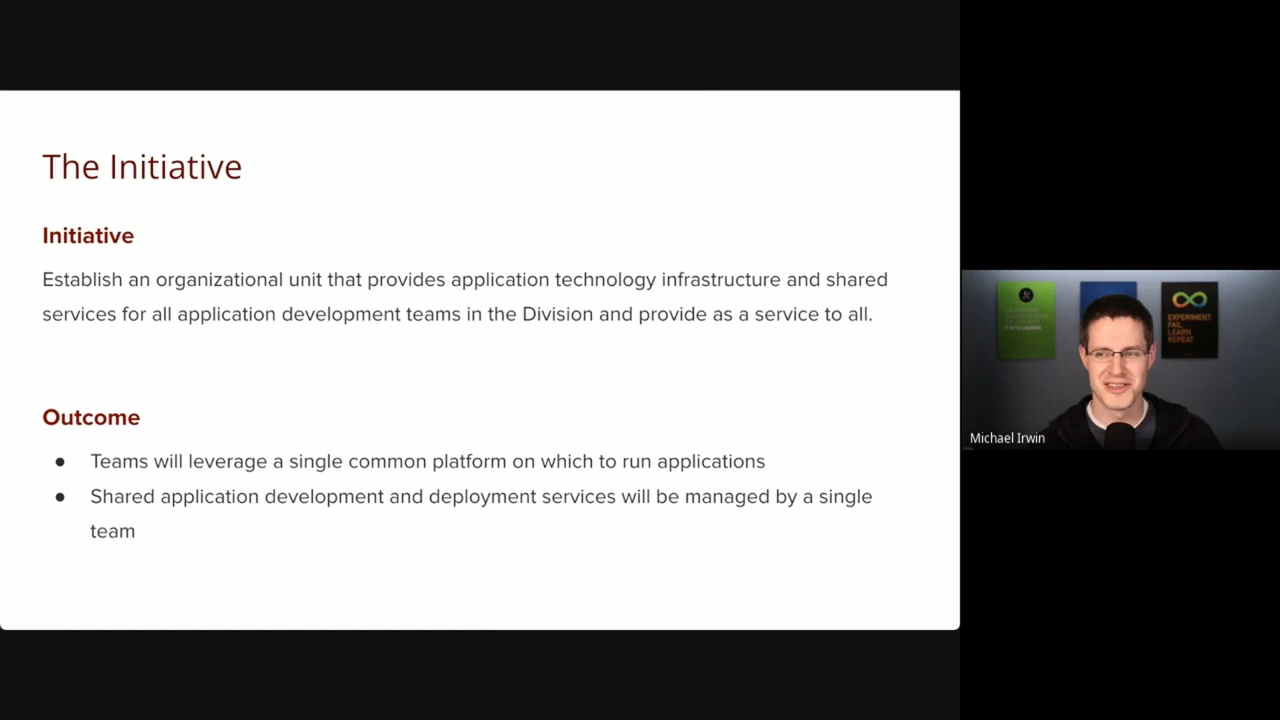 The Initiative
Initiative
Establish an organizational unit that provides application technology infrastructure and shared
services for all application development teams in the Division and provide as a service to all.
Outcome
● Teams will leverage a single common platform on which to run applications
● Shared application development and deployment services will be managed by a single
team
EXPERIMENT.
FAIL.
LEARN.
REPEAT.
Michael Irwin